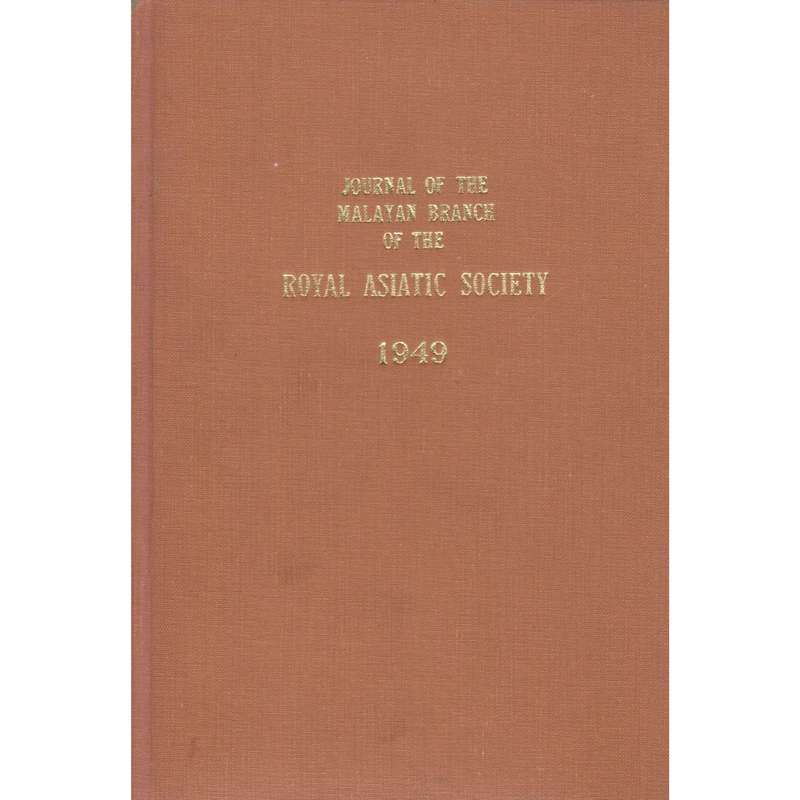 JOURNAL OF THE
MALAYAN BRANCH
OF THE
ROYAL ASIATIC SOCIETY
1949